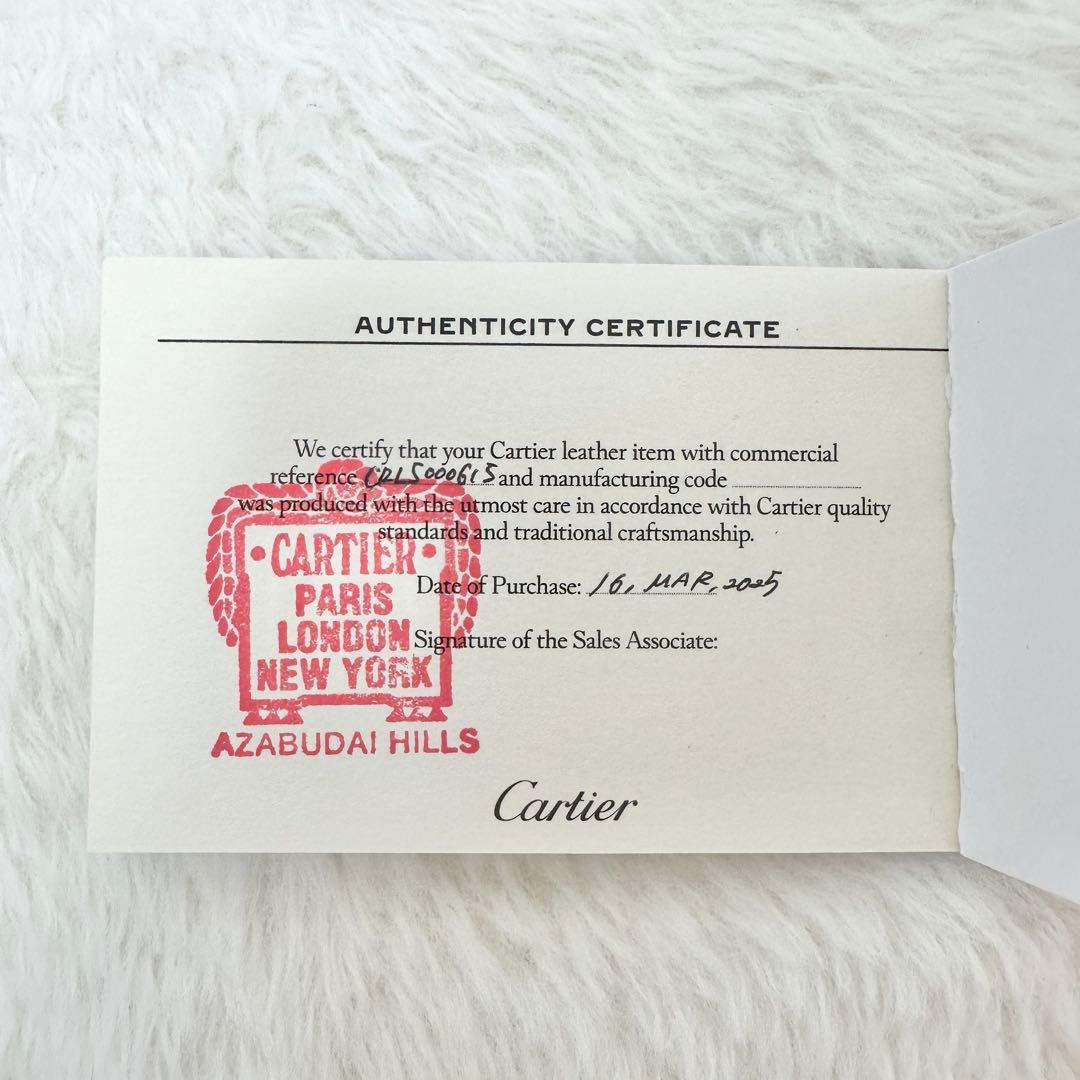 AUTHENTICITY CERTIFICATE
We certify that your Cartier leather item with commercial
reference CRL5000615 and manufacturing code
was produced with the utmost care in accordance with Cartier quality
standards and traditional craftsmanship.
Date of Purchase: 16, MAR, 2025
Signature of the Sales Associate:
• CARTIER •
PARIS
LONDON
NEW YORK
AZABUDAI HILLS
Cartier